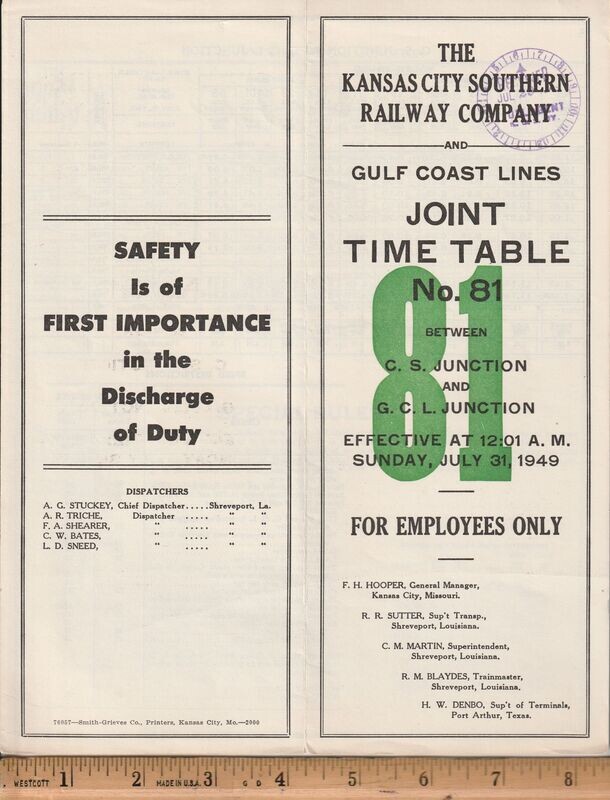 SAFETY
Is of
FIRST IMPORTANCE
in the
Discharge
of Duty
DISPATCHERS
A. G. STUCKEY, Chief Dispatcher.....Shreveport, La.
A. R. TRICHE, Dispatcher ..... " "
F. A. SHEARER, " ..... " "
C. W. BATES, " ..... " "
L. D. SNEED, " ..... " "
76057—Smith-Grieves Co., Printers, Kansas City, Mo.—2000
THE
KANSAS CITY SOUTHERN
RAILWAY COMPANY
AND
GULF COAST LINES
JOINT
TIME TABLE
No. 81
81
BETWEEN
C. S. JUNCTION
AND
G. C. L. JUNCTION
EFFECTIVE AT 12:01 A. M.
SUNDAY, JULY 31, 1949
FOR EMPLOYEES ONLY
F. H. HOOPER, General Manager,
Kansas City, Missouri.
R. R. SUTTER, Sup't Transp.,
Shreveport, Louisiana.
C. M. MARTIN, Superintendent,
Shreveport, Louisiana.
R. M. BLAYDES, Trainmaster,
Shreveport, Louisiana.
H. W. DENBO, Sup't of Terminals,
Port Arthur, Texas.
WESTCOTT 1 2 MADE IN U.S.A. 3 4 5 6 7 8